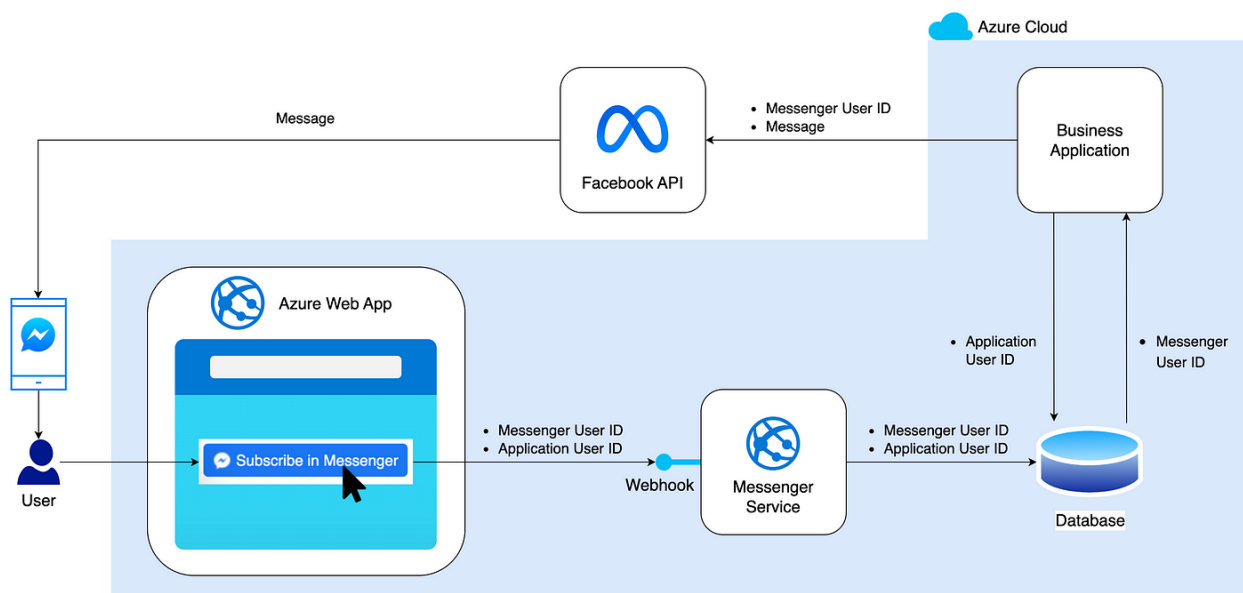 Azure Cloud
Message
Facebook API
• Messenger User ID
• Message
Business
Application
Azure Web App
Subscribe in Messenger
User
• Messenger User ID
• Application User ID
Webhook
Messenger
Service
• Messenger User ID
• Application User ID
• Application
User ID
• Messenger
User ID
Database